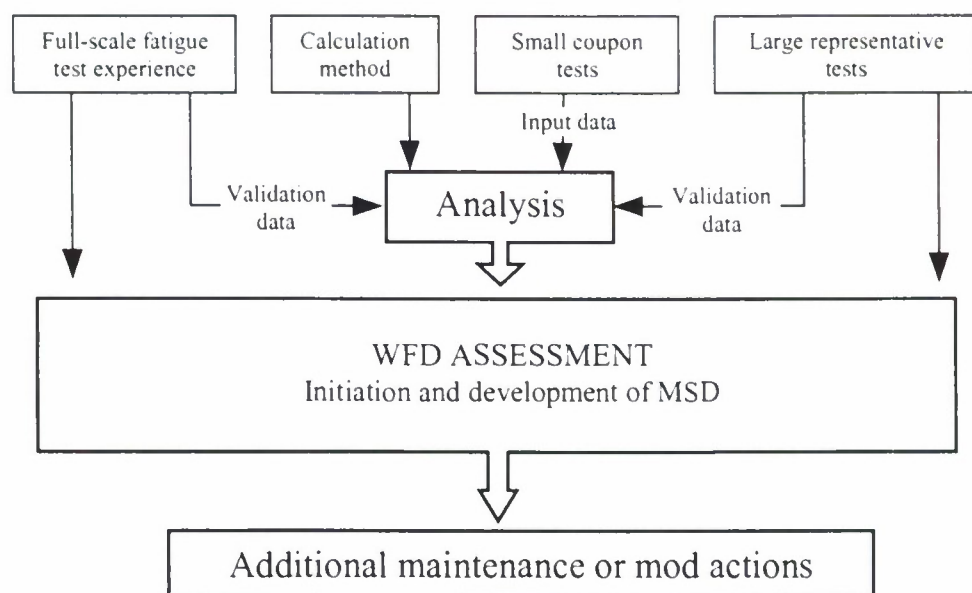 Full-scale fatigue
test experience
Calculation
method
Small coupon
tests
Large representative
tests
Input data
Validation
data
Analysis
Validation
data
WFD ASSESSMENT
Initiation and development of MSD
Additional maintenance or mod actions